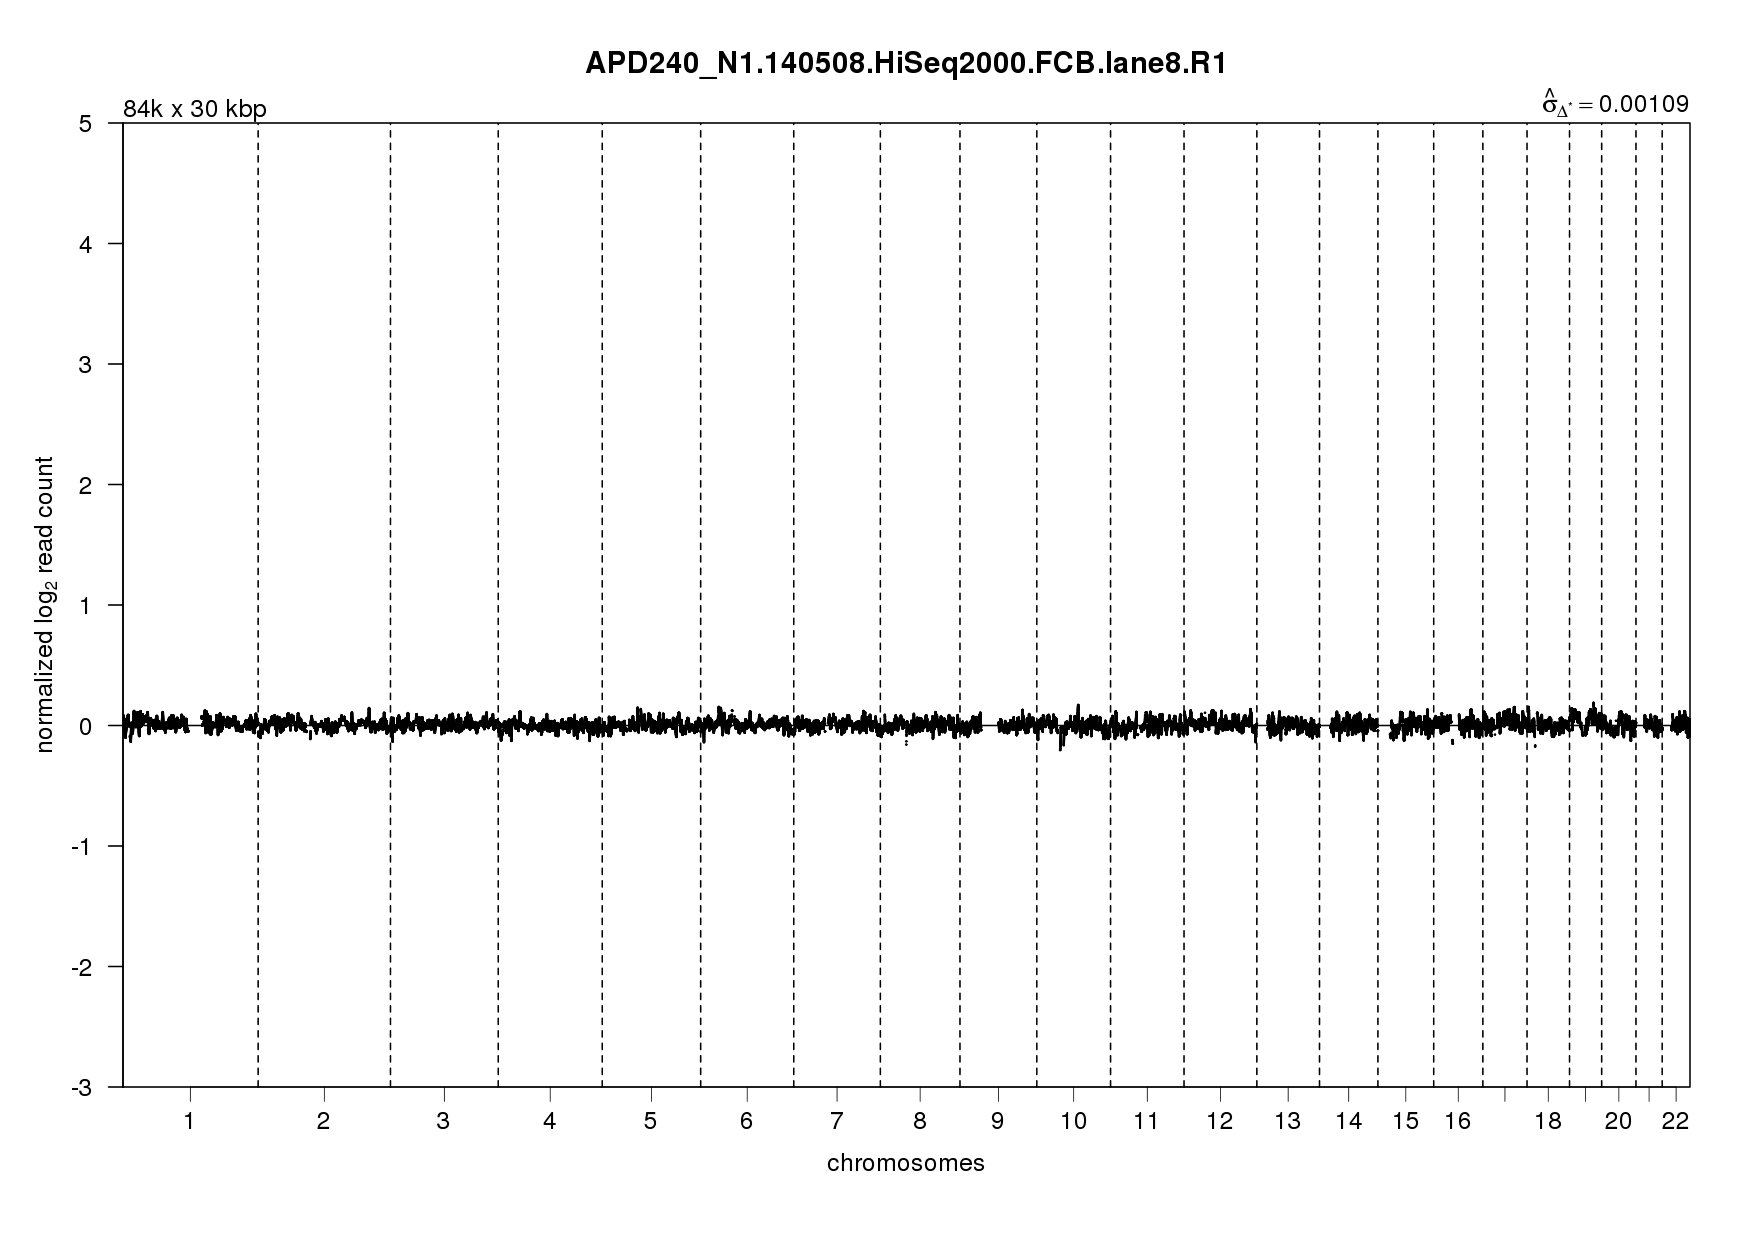 APD240_N1.140508.HiSeq2000.FCB.lane8.R1
84k x 30 kbp
σ̂Δ* = 0.00109
5
4
3
2
1
0
-1
-2
-3
normalized log₂ read count
1 2 3 4 5 6 7 8 9 10 11 12 13 14 15 16 18 20 22
chromosomes